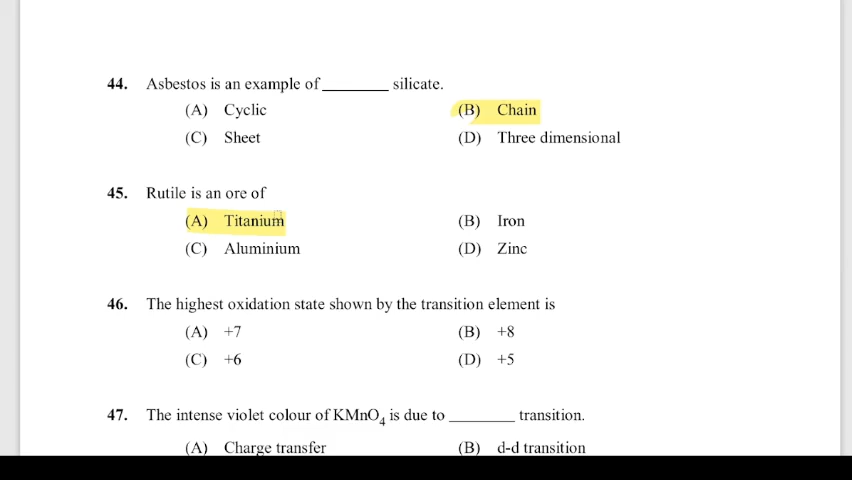 44. Asbestos is an example of ________ silicate.
(A) Cyclic (B) Chain
(C) Sheet (D) Three dimensional
45. Rutile is an ore of
(A) Titanium (B) Iron
(C) Aluminium (D) Zinc
46. The highest oxidation state shown by the transition element is
(A) +7 (B) +8
(C) +6 (D) +5
47. The intense violet colour of KMnO₄ is due to ________ transition.
(A) Charge transfer (B) d-d transition